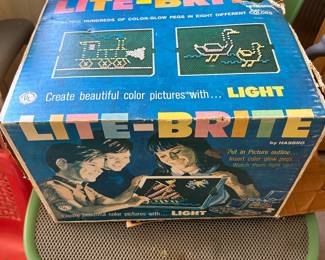 LITE-BRITE
HUNDREDS OF COLOR-GLOW PEGS IN EIGHT DIFFERENT COLORS
Create beautiful color pictures with... LIGHT
LITE-BRITE
by HASBRO
Put in Picture outline...
Insert color glow pegs...
Watch them light up!
Create beautiful color pictures with... LIGHT